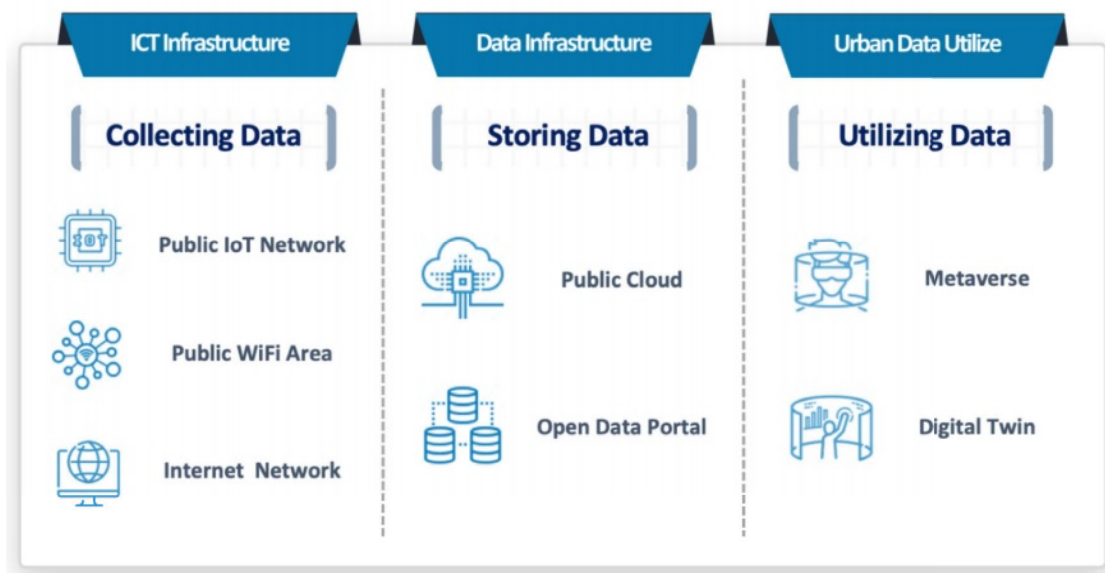 ICT Infrastructure
Collecting Data
IOT
Public IoT Network
Public WiFi Area
Internet Network
Data Infrastructure
Storing Data
Public Cloud
Open Data Portal
Urban Data Utilize
Utilizing Data
Metaverse
Digital Twin